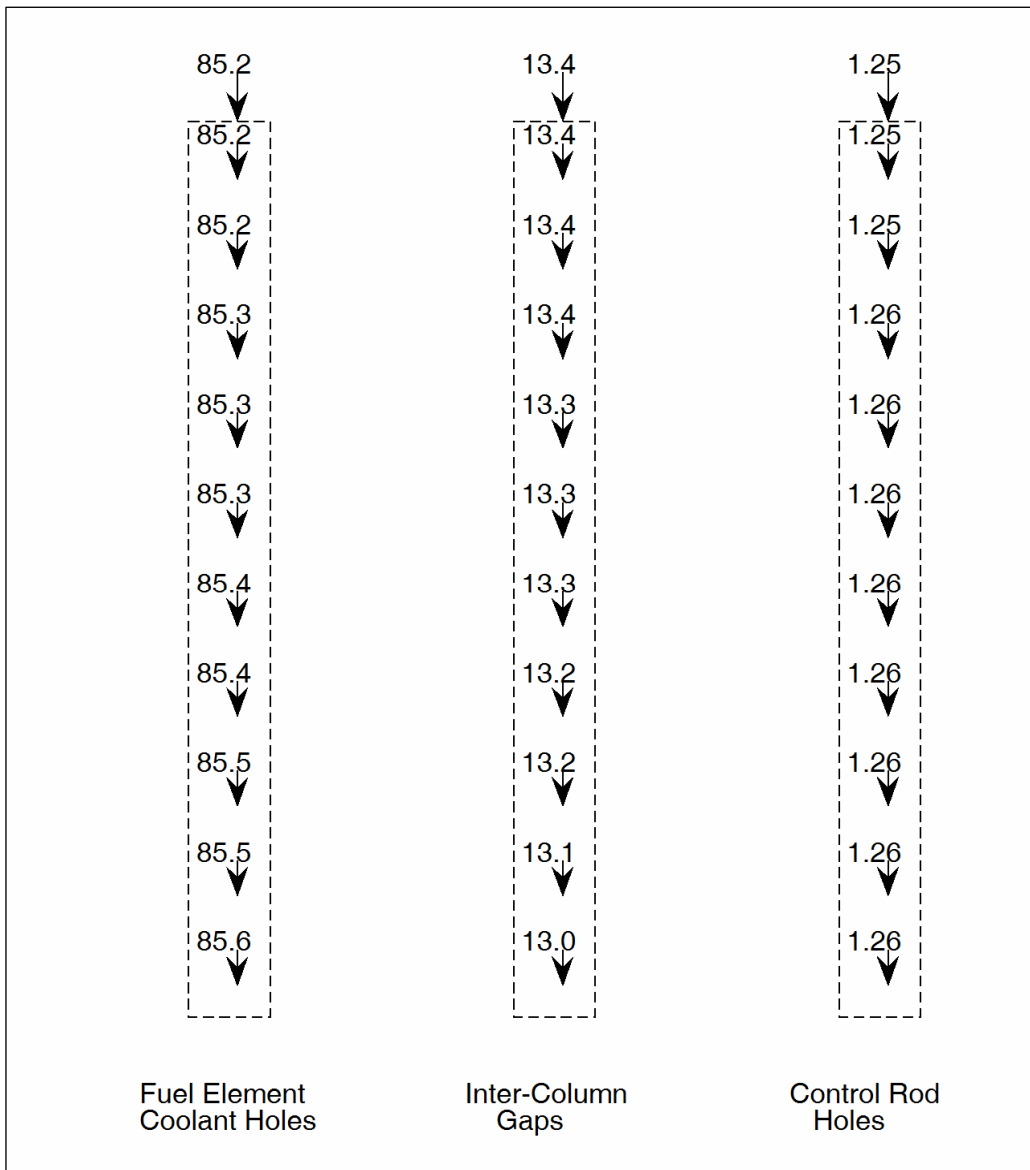 85.2 13.4 1.25
85.2 13.4 1.25
85.2 13.4 1.25
85.3 13.4 1.26
85.3 13.3 1.26
85.3 13.3 1.26
85.4 13.3 1.26
85.4 13.2 1.26
85.5 13.2 1.26
85.5 13.1 1.26
85.6 13.0 1.26
Fuel Element Inter-Column Control Rod
Coolant Holes Gaps Holes